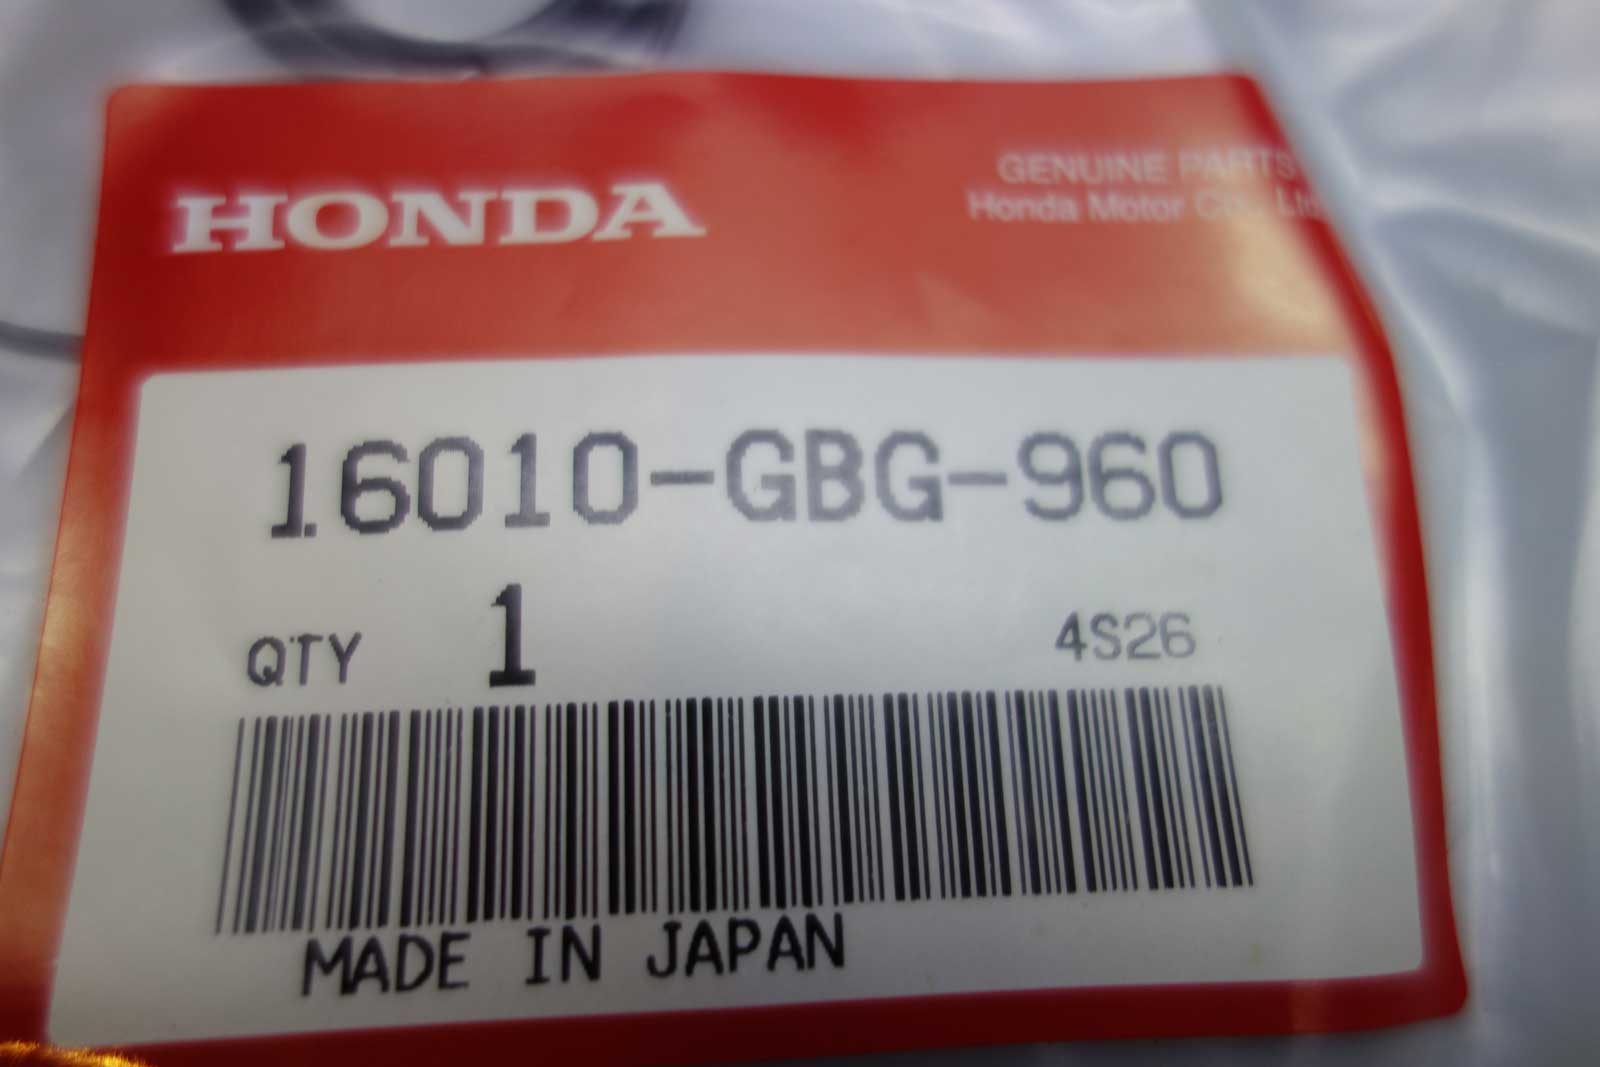 HONDA
GENUINE PARTS
Honda Motor Co., Ltd
16010-GBG-960
QTY 1 4S26
MADE IN JAPAN